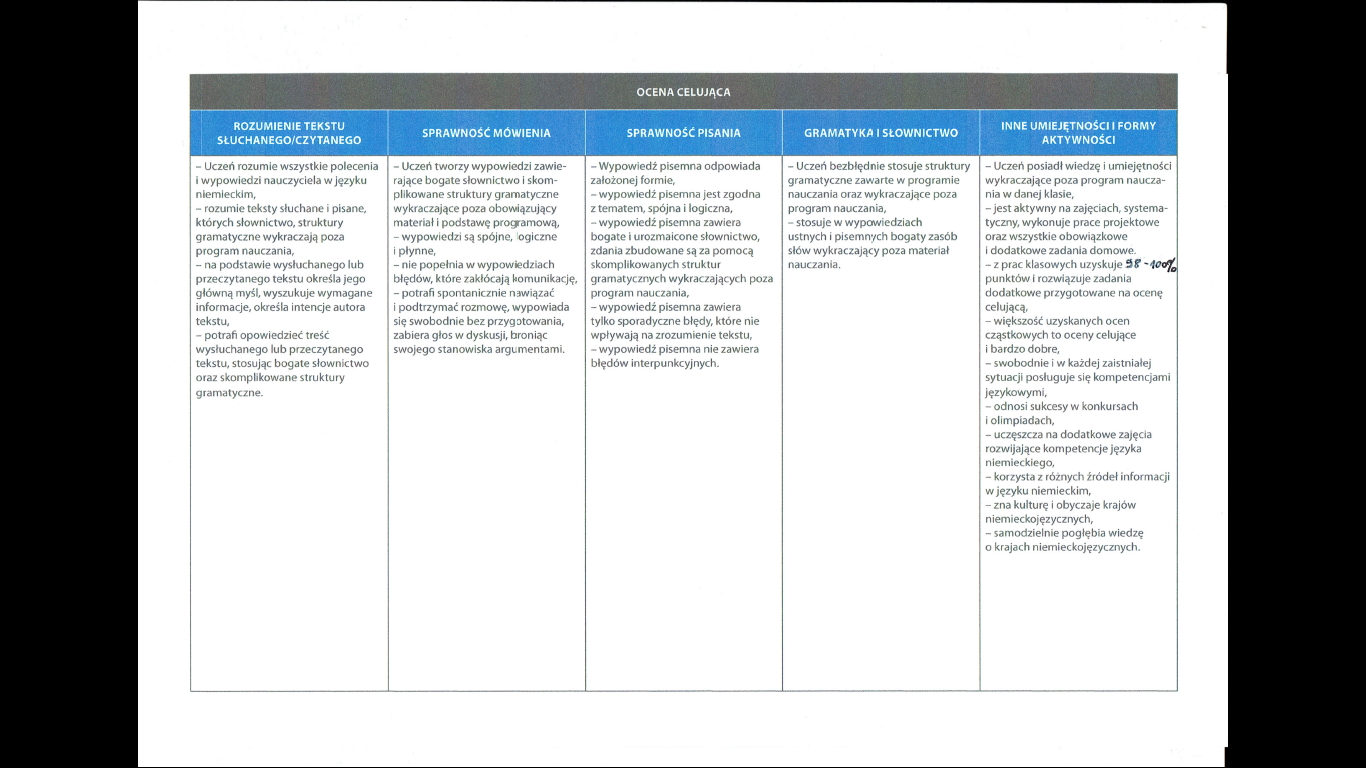 OCENA CELUJĄCA
ROZUMIENIE TEKSTU
SŁUCHANEGO/CZYTANEGO
– Uczeń rozumie wszystkie polecenia
i wypowiedzi nauczyciela w języku
niemieckim,
– rozumie teksty słuchane i pisane,
których słownictwo, struktury
gramatyczne wykraczają poza
program nauczania,
– na podstawie wysłuchanego lub
przeczytanego tekstu określa jego
główną myśl, wyszukuje wymagane
informacje, określa intencje autora
tekstu,
– potrafi opowiedzieć treść
wysłuchanego lub przeczytanego
tekstu, stosując bogate słownictwo
oraz skomplikowane struktury
gramatyczne.
SPRAWNOŚĆ MÓWIENIA
– Uczeń tworzy wypowiedzi zawie-
rające bogate słownictwo i skom-
plikowane struktury gramatyczne
wykraczające poza obowiązujący
materiał i podstawę programową,
– wypowiedzi są spójne, logiczne
i płynne,
– nie popełnia w wypowiedziach
błędów, które zakłócają komunikację,
– potrafi spontanicznie nawiązać
i podtrzymać rozmowę, wypowiada
się swobodnie bez przygotowania,
zabiera głos w dyskusji, broniąc
swojego stanowiska argumentami.
SPRAWNOŚĆ PISANIA
– Wypowiedź pisemna odpowiada
założonej formie,
– wypowiedź pisemna jest zgodna
z tematem, spójna i logiczna,
– wypowiedź pisemna zawiera
bogate i urozmaicone słownictwo,
zdania zbudowane są za pomocą
skomplikowanych struktur
gramatycznych wykraczających poza
program nauczania,
– wypowiedź pisemna zawiera
tylko sporadyczne błędy, które nie
wpływają na zrozumienie tekstu,
– wypowiedź pisemna nie zawiera
błędów interpunkcyjnych.
GRAMATYKA I SŁOWNICTWO
– Uczeń bezbłędnie stosuje struktury
gramatyczne zawarte w programie
nauczania oraz wykraczające poza
program nauczania,
– stosuje w wypowiedziach
ustnych i pisemnych bogaty zasób
słów wykraczający poza materiał
nauczania.
INNE UMIEJĘTNOŚCI I FORMY
AKTYWNOŚCI
– Uczeń posiadł wiedzę i umiejętności
wykraczające poza program naucza-
nia w danej klasie,
– jest aktywny na zajęciach, systema-
tyczny, wykonuje prace projektowe
oraz wszystkie obowiązkowe
i dodatkowe zadania domowe.
– z prac klasowych uzyskuje 98 - 100%
punktów i rozwiązuje zadania
dodatkowe przygotowane na ocenę
celującą,
– większość uzyskanych ocen
cząstkowych to oceny celujące
i bardzo dobre,
– swobodnie i w każdej zaistniałej
sytuacji posługuje się kompetencjami
językowymi,
– odnosi sukcesy w konkursach
i olimpiadach,
– uczęszcza na dodatkowe zajęcia
rozwijające kompetencje języka
niemieckiego,
– korzysta z różnych źródeł informacji
w języku niemieckim,
– zna kulturę i obyczaje krajów
niemieckojęzycznych,
– samodzielnie pogłębia wiedzę
o krajach niemieckojęzycznych.